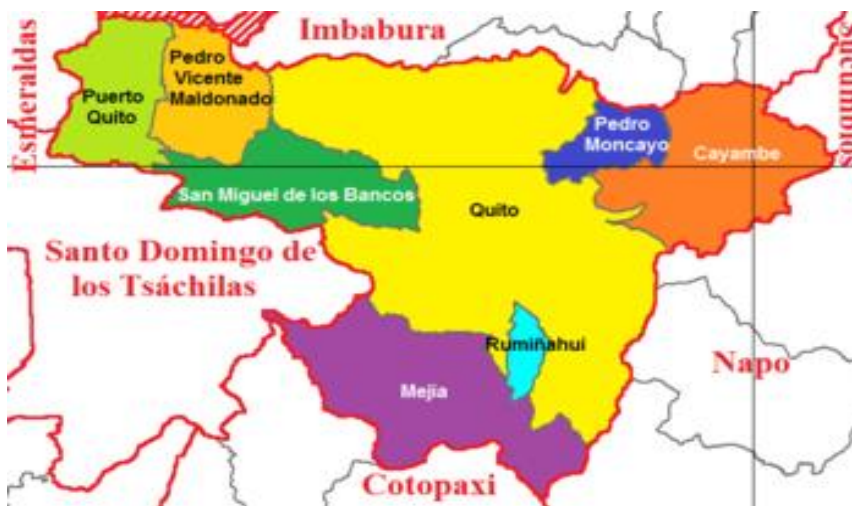 Imbabura
Esmeraldas
Sucumbíos
Pedro
Vicente
Maldonado
Puerto
Quito
Pedro
Moncayo
Cayambe
San Miguel de los Bancos
Quito
Santo Domingo de
los Tsáchilas
Rumiñahui
Napo
Mejia
Cotopaxi